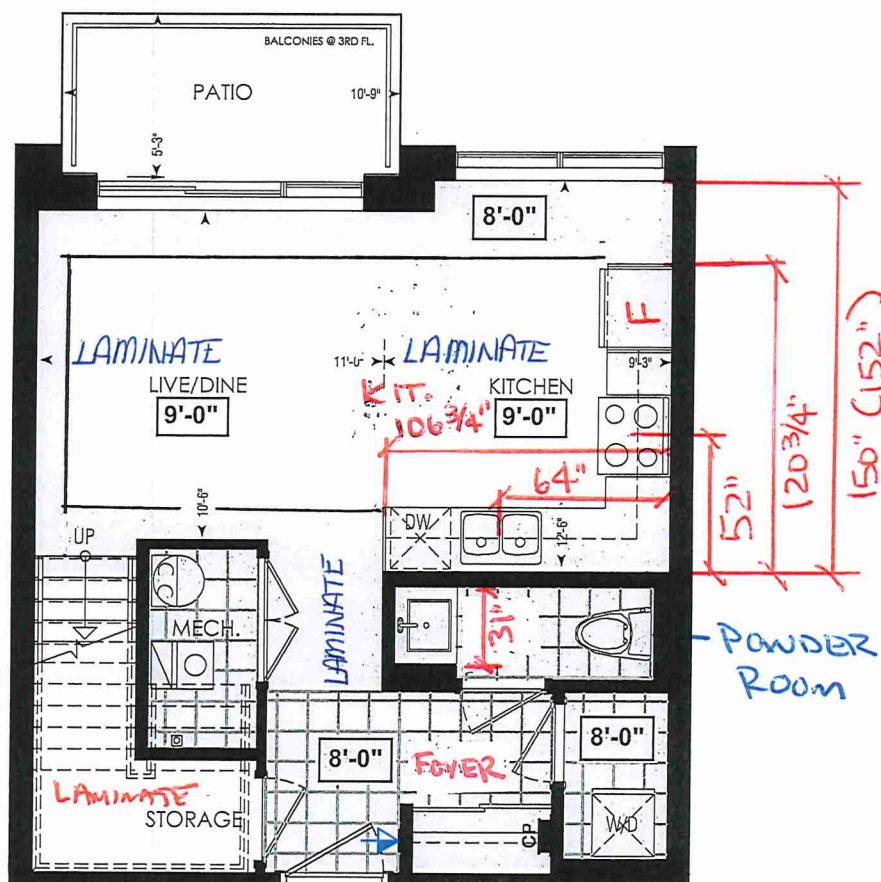 BALCONIES @ 3RD FL.
PATIO
10'-9"
5'-3"
8'-0"
F
LAMINATE
11'-0"
LAMINATE
9'-3"
LIVE/DINE
KITCHEN
9'-0"
KIT.
9'-0"
106 3/4"
64"
52"
120 3/4"
150" (152")
10'-6"
DW
12'-6"
UP
LAMINATE
MECH.
31"
POWDER
ROOM
8'-0"
FOYER
8'-0"
LAMINATE
STORAGE
CP
W/D